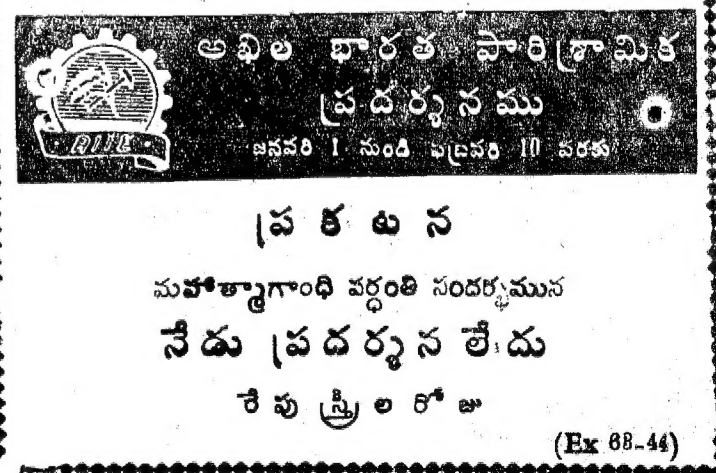 అఖిల భారత పారిశ్రామిక
ప్రదర్శనము
AIIE
జనవరి 1 నుండి ఫిబ్రవరి 10 వరకు
ప్రకటన
మహాత్మాగాంధి వర్ధంతి సందర్భమున
నేడు ప్రదర్శన లేదు
రేపు స్త్రీల రోజు
(Ex 68-44)